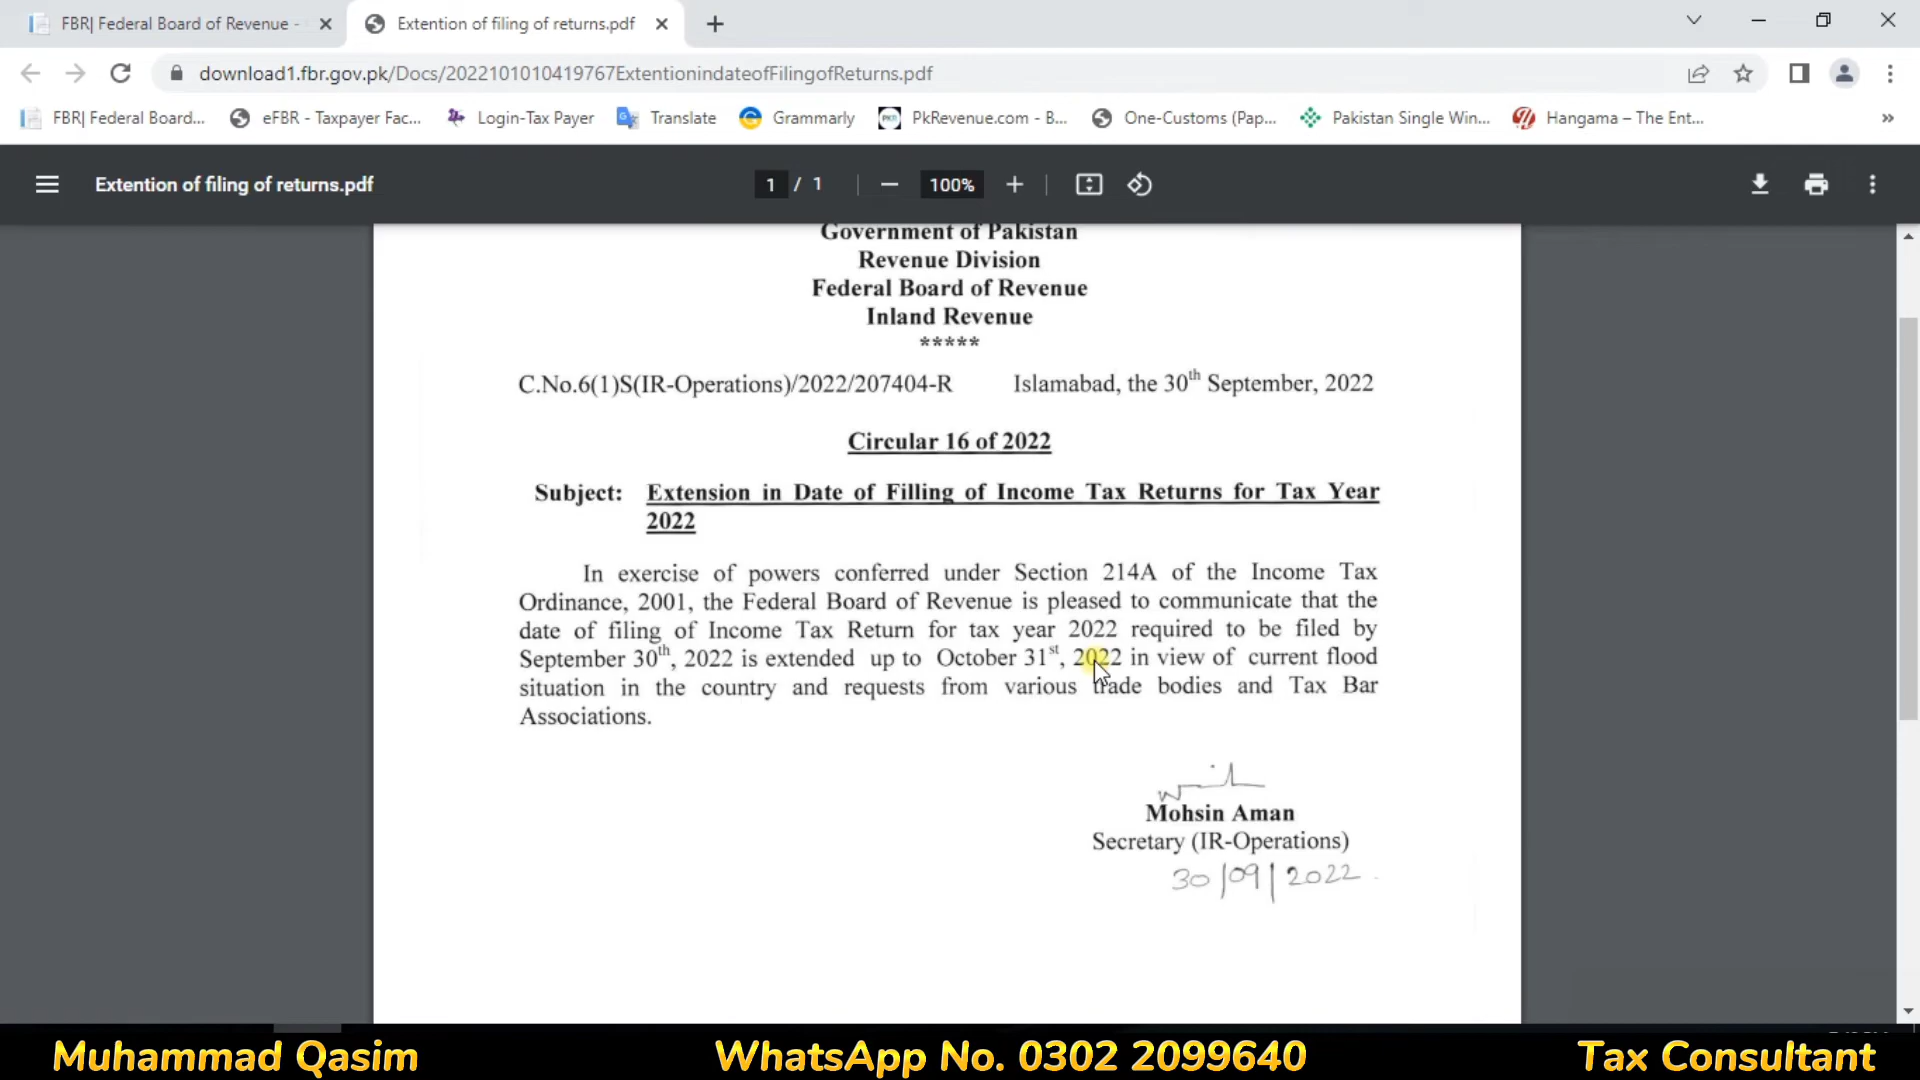 FBR| Federal Board of Revenue -
Extention of filing of returns.pdf
download1.fbr.gov.pk/Docs/2022101010419767ExtentionindateofFilingofReturns.pdf
FBR| Federal Board... eFBR - Taxpayer Fac... Login-Tax Payer Translate Grammarly PkRevenue.com - B... One-Customs (Pap... Pakistan Single Win... Hangama – The Ent... »
Extention of filing of returns.pdf 1 / 1 100%
Government of Pakistan
Revenue Division
Federal Board of Revenue
Inland Revenue
*****
C.No.6(1)S(IR-Operations)/2022/207404-R Islamabad, the 30th September, 2022
Circular 16 of 2022
Subject: Extension in Date of Filling of Income Tax Returns for Tax Year
2022
In exercise of powers conferred under Section 214A of the Income Tax
Ordinance, 2001, the Federal Board of Revenue is pleased to communicate that the
date of filing of Income Tax Return for tax year 2022 required to be filed by
September 30th, 2022 is extended up to October 31st, 2022 in view of current flood
situation in the country and requests from various trade bodies and Tax Bar
Associations.
Mohsin Aman
Secretary (IR-Operations)
30/09/2022
Muhammad Qasim WhatsApp No. 0302 2099640 Tax Consultant